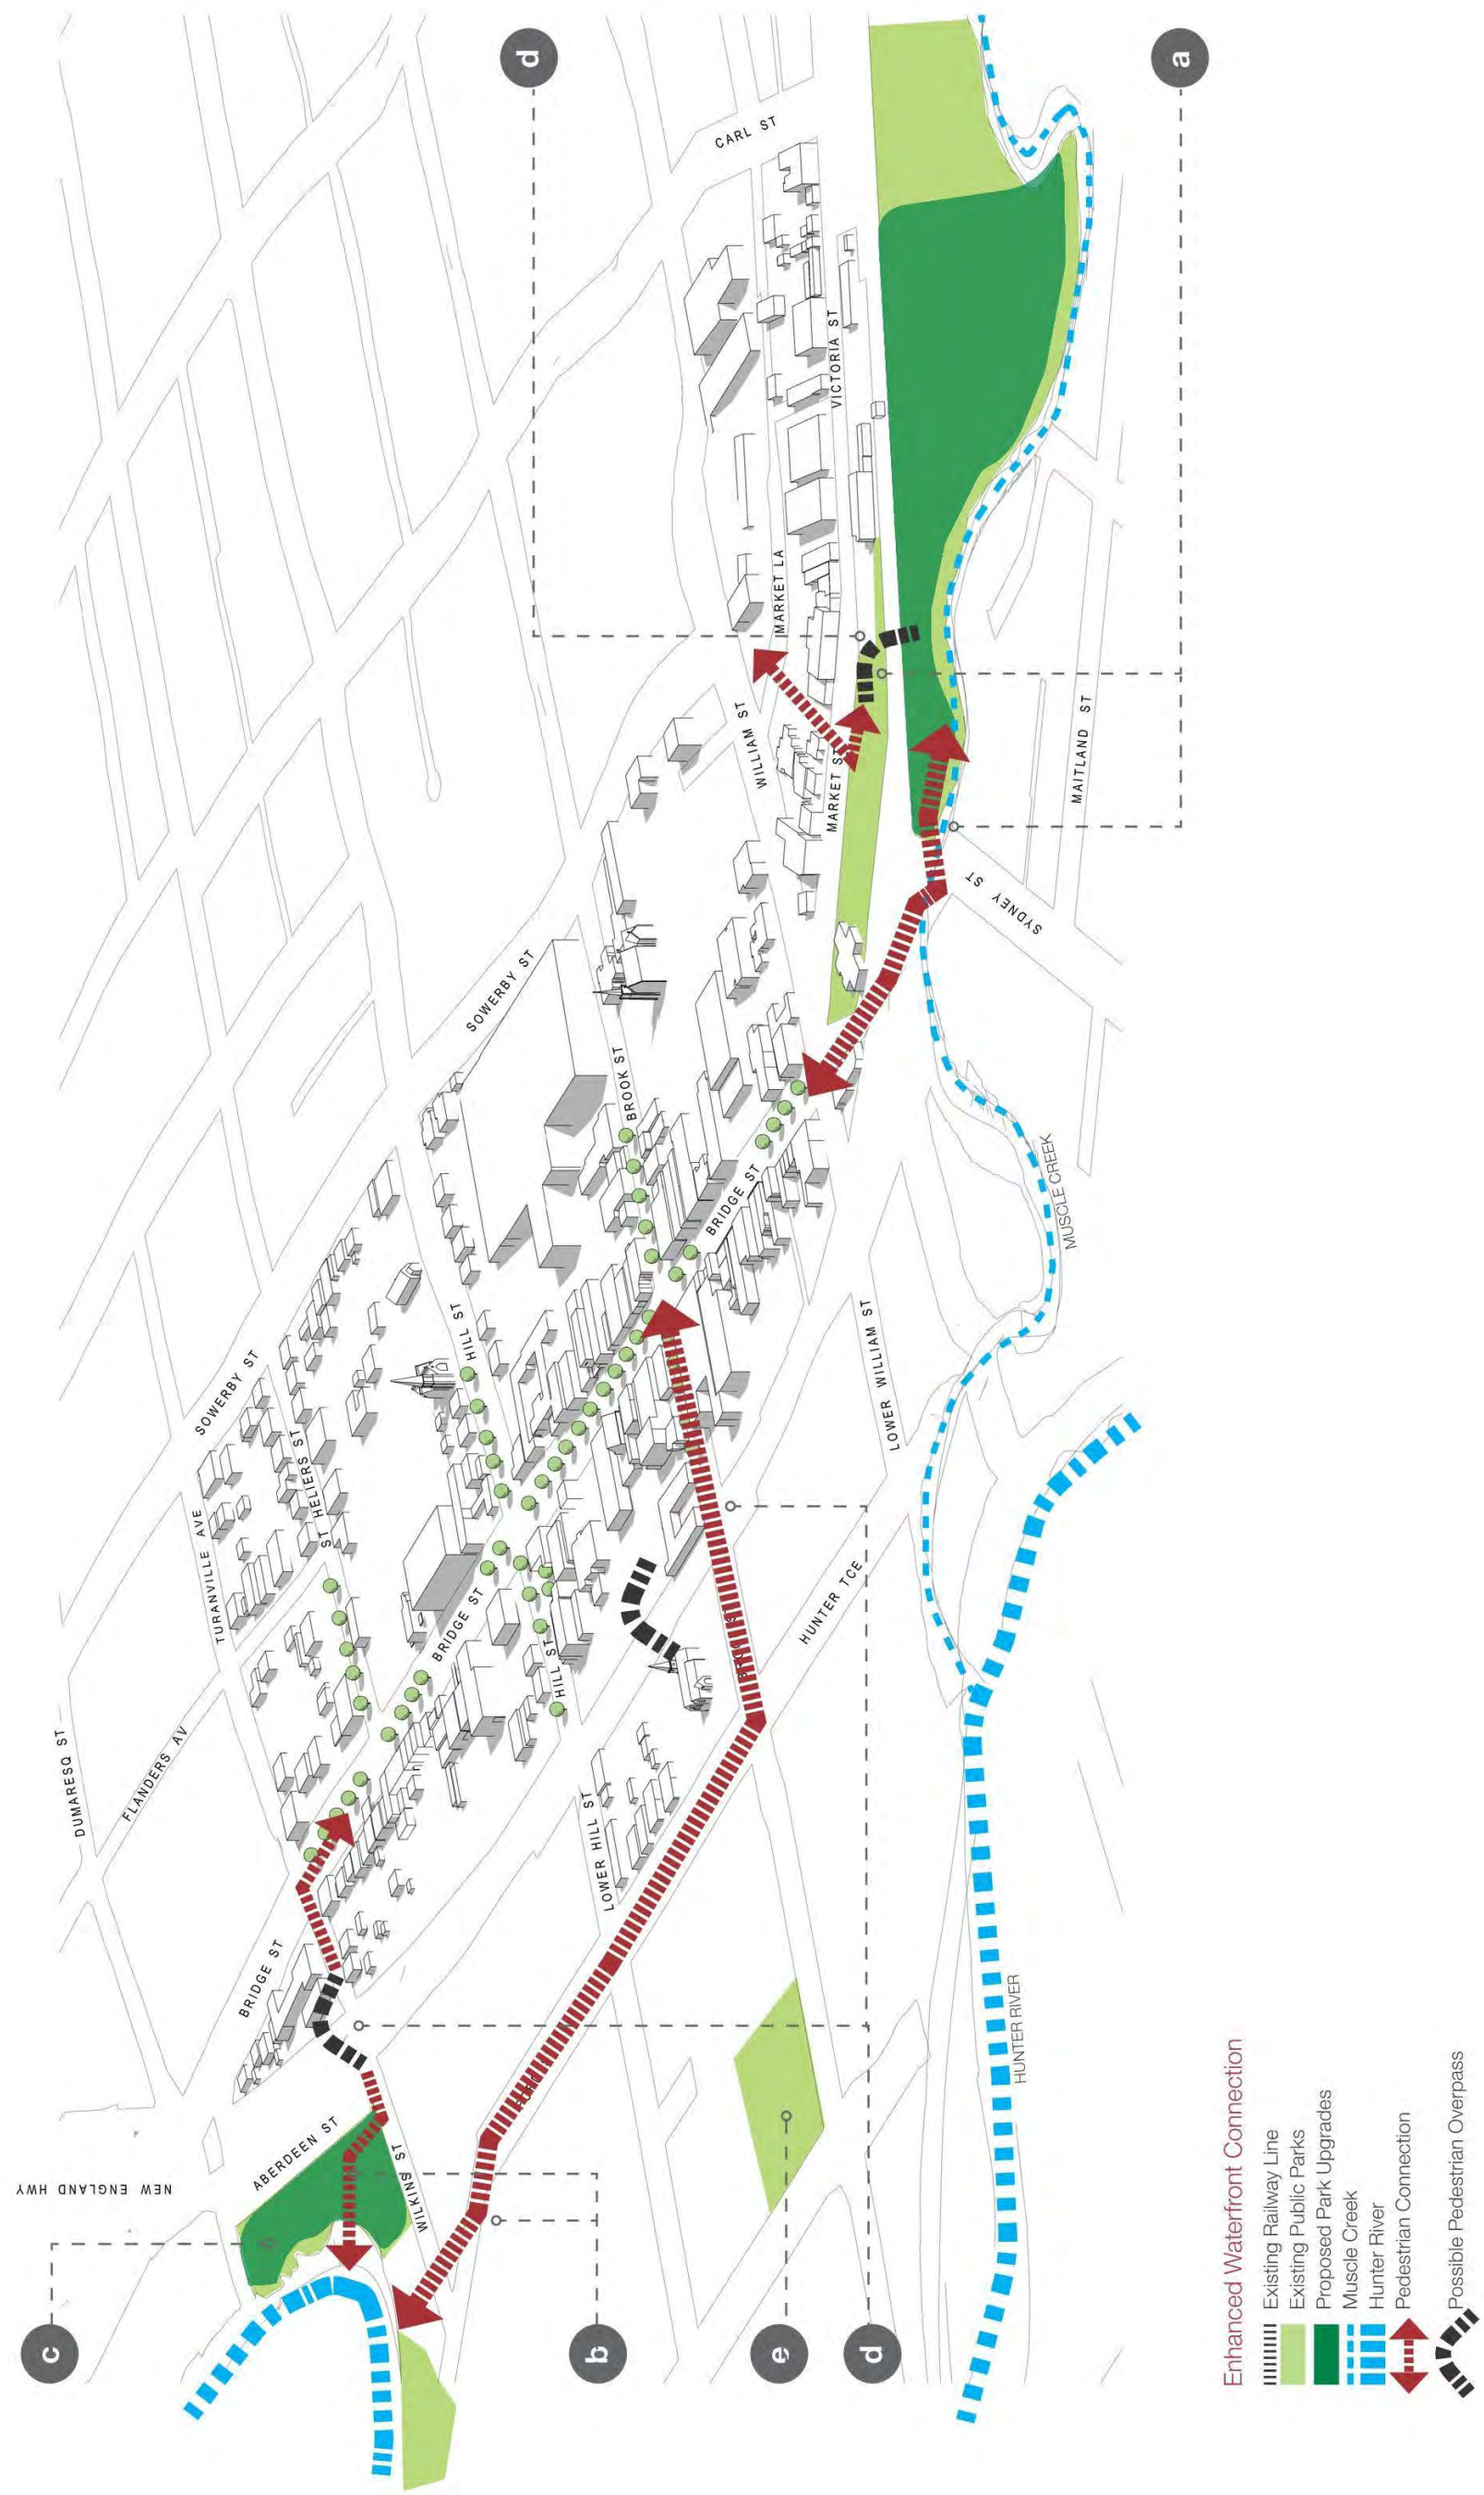 NEW ENGLAND HWY
DUMARESQ ST
FLANDERS AV
TURANVILLE AVE
SOWERBY ST
ST HELIERS ST
HILL ST
SOWERBY ST
BROOK ST
CARL ST
WILLIAM ST
MARKET LA
VICTORIA ST
MARKET ST
BRIDGE ST
ABERDEEN ST
WILKINS ST
BRIDGE ST
HILL ST
LOWER HILL ST
BRIDGE ST
HUNTER TCE
LOWER WILLIAM ST
SYDNEY ST
MAITLAND ST
MUSCLE CREEK
HUNTER RIVER
c
b
e
d
d
a
Enhanced Waterfront Connection
Existing Railway Line
Existing Public Parks
Proposed Park Upgrades
Muscle Creek
Hunter River
Pedestrian Connection
Possible Pedestrian Overpass